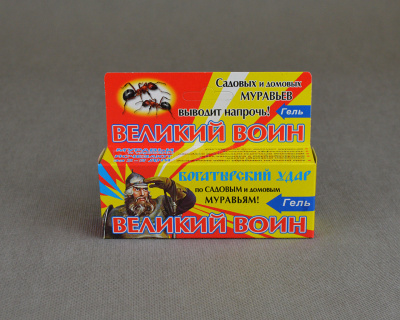 Садовых и домовых
МУРАВЬЕВ
ВЫВОДИТ НАПРОЧЬ!
Гель
ВЕЛИКИЙ ВОИН
БОГАТЫРСКИЙ УДАР
по САДОВЫМ и домовым
МУРАВЬЯМ!
Гель
ВЕЛИКИЙ ВОИН